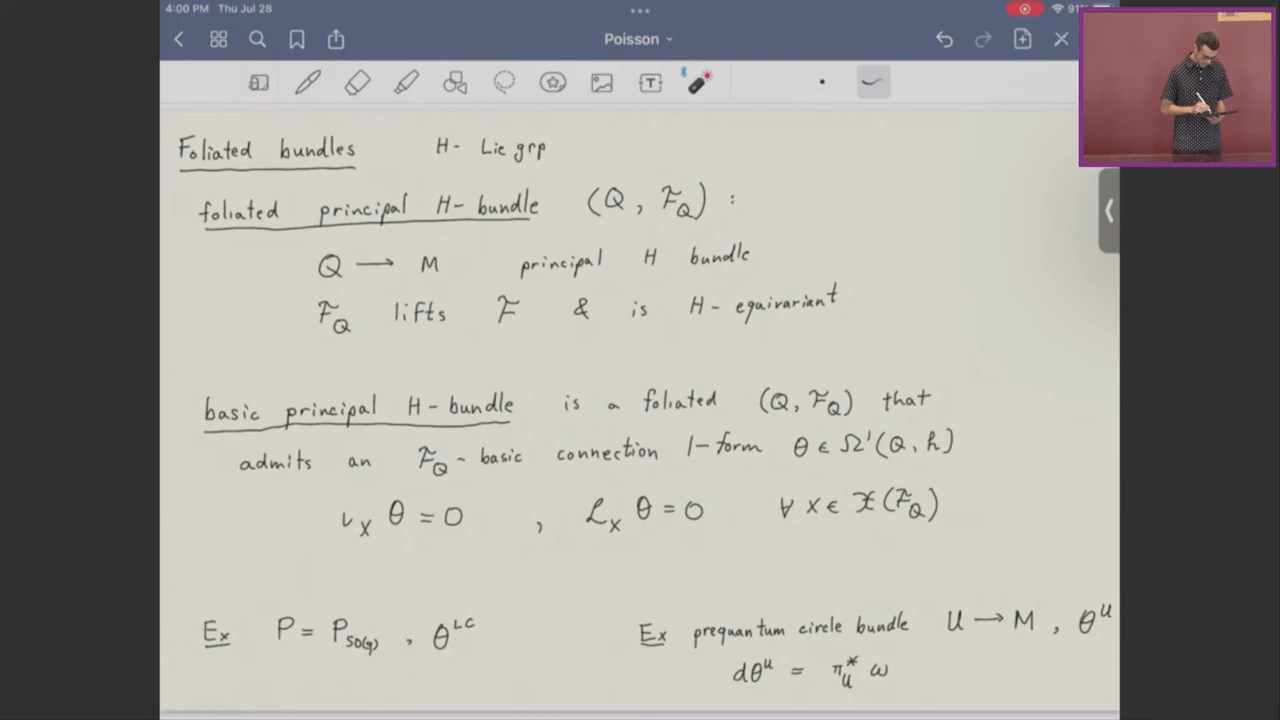 4:00 PM Thu Jul 28
91%
Poisson
Foliated bundles H- Lie grp
foliated principal H-bundle (Q, ℱ_Q) :
Q ⟶ M principal H bundle
ℱ_Q lifts ℱ & is H-equivariant
basic principal H-bundle is a foliated (Q, ℱ_Q) that
admits an ℱ_Q-basic connection 1-form θ ∈ Ω¹(Q, h)
ι_X θ = 0 , ℒ_X θ = 0 ∀ X ∈ 𝔛(ℱ_Q)
Ex P = P_SO(q) , θ^LC
Ex prequantum circle bundle U ⟶ M , θ^U
dθ^U = π_U^* ω